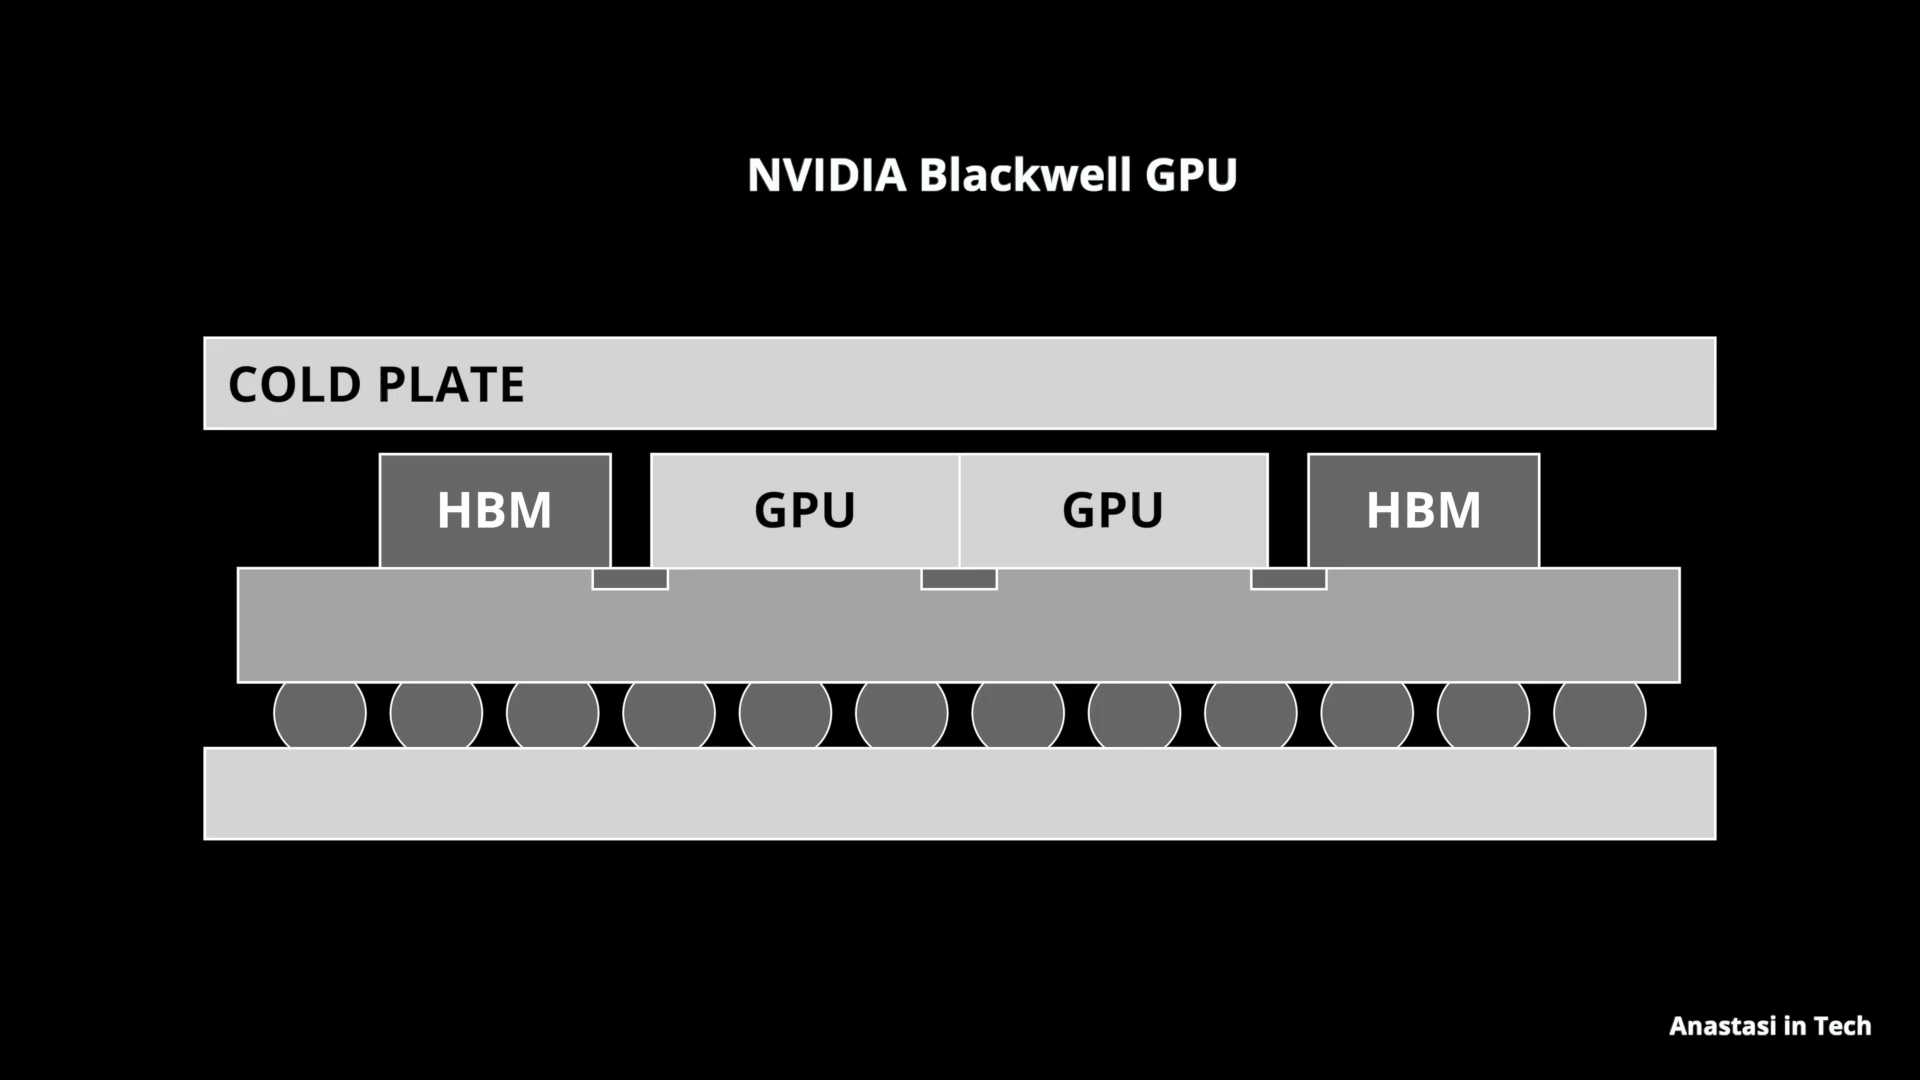 NVIDIA Blackwell GPU
COLD PLATE
HBM
GPU
GPU
HBM
Anastasi in Tech